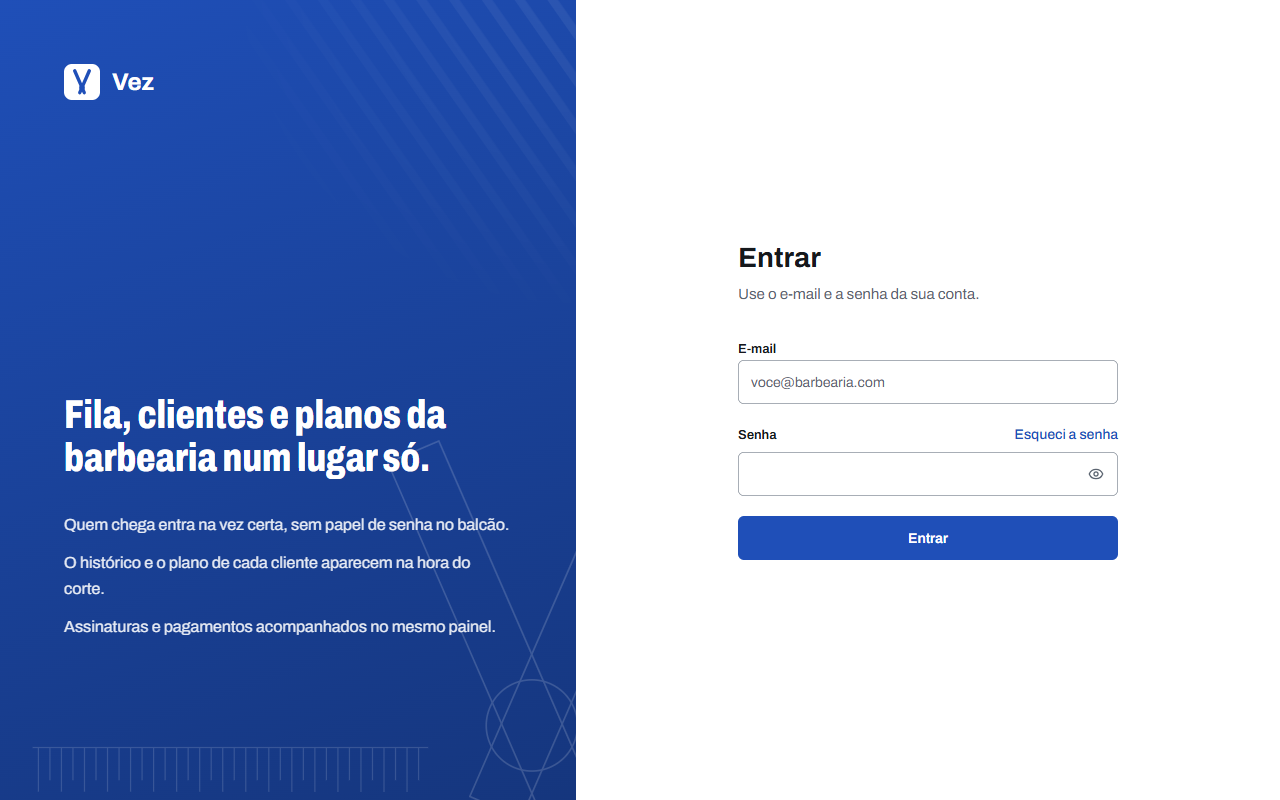 Vez
Fila, clientes e planos da
barbearia num lugar só.
Quem chega entra na vez certa, sem papel de senha no balcão.
O histórico e o plano de cada cliente aparecem na hora do
corte.
Assinaturas e pagamentos acompanhados no mesmo painel.
Entrar
Use o e-mail e a senha da sua conta.
E-mail
voce@barbearia.com
Senha
Esqueci a senha
Entrar